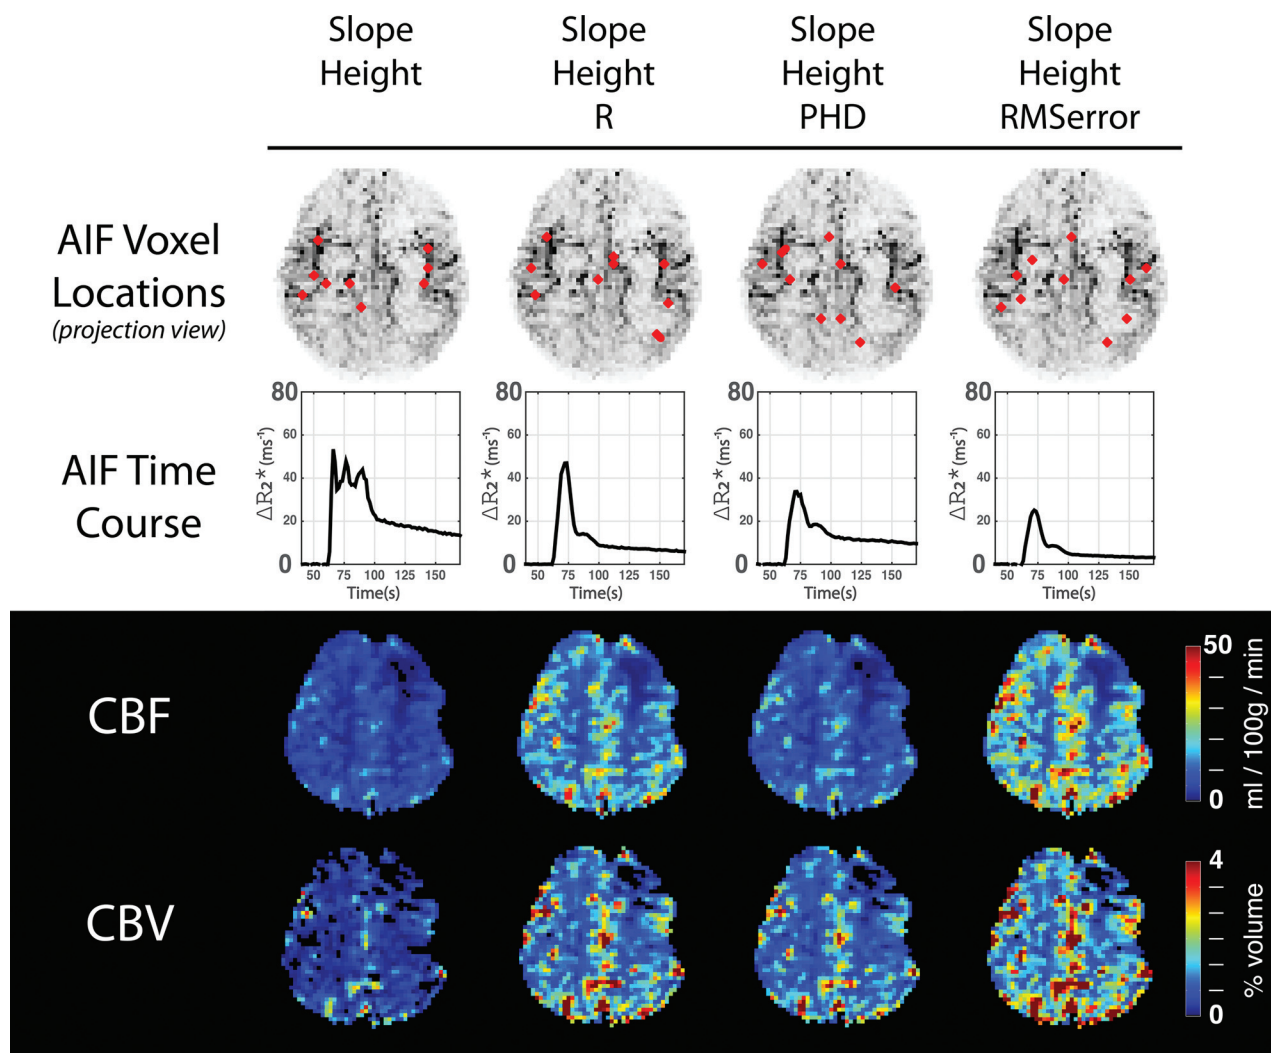 Slope Height
Slope Height R
Slope Height PHD
Slope Height RMSerror
AIF Voxel
Locations
(projection view)
AIF Time
Course
80
60
40
20
0
ΔR2* (ms⁻¹)
50 75 100 125 150
Time(s)
80
60
40
20
0
ΔR2* (ms⁻¹)
50 75 100 125 150
Time(s)
80
60
40
20
0
ΔR2* (ms⁻¹)
50 75 100 125 150
Time(s)
80
60
40
20
0
ΔR2* (ms⁻¹)
50 75 100 125 150
Time(s)
CBF
50
0
ml / 100g / min
CBV
4
0
% volume